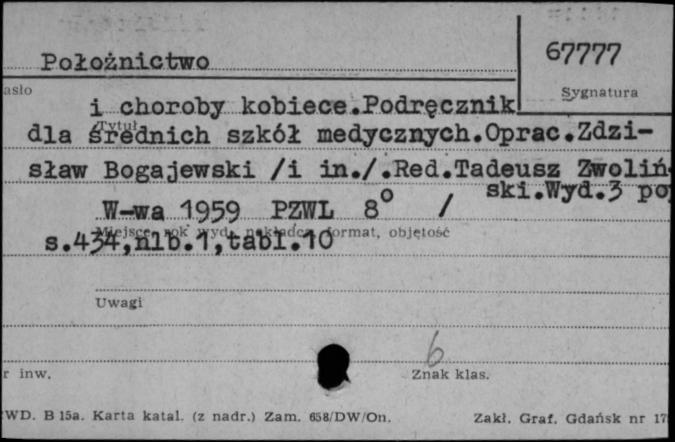 Położnictwo
67777
asło
Sygnatura
i choroby kobiece.Podręcznik
Tytuł
dla średnich szkół medycznych.Oprac.Zdzi-
sław Bogajewski /i in./.Red.Tadeusz Zwoliń-
ski.Wyd.3 po
W-wa 1959 PZWL 8° /
Miejsce, rok wyd., nakładca, format, objętość
s.434,nlb.1,tabl.10
Uwagi
6
r inw.
Znak klas.
WD. B 15a. Karta katal. (z nadr.) Zam. 658/DW/On.
Zakł. Graf. Gdańsk nr 17